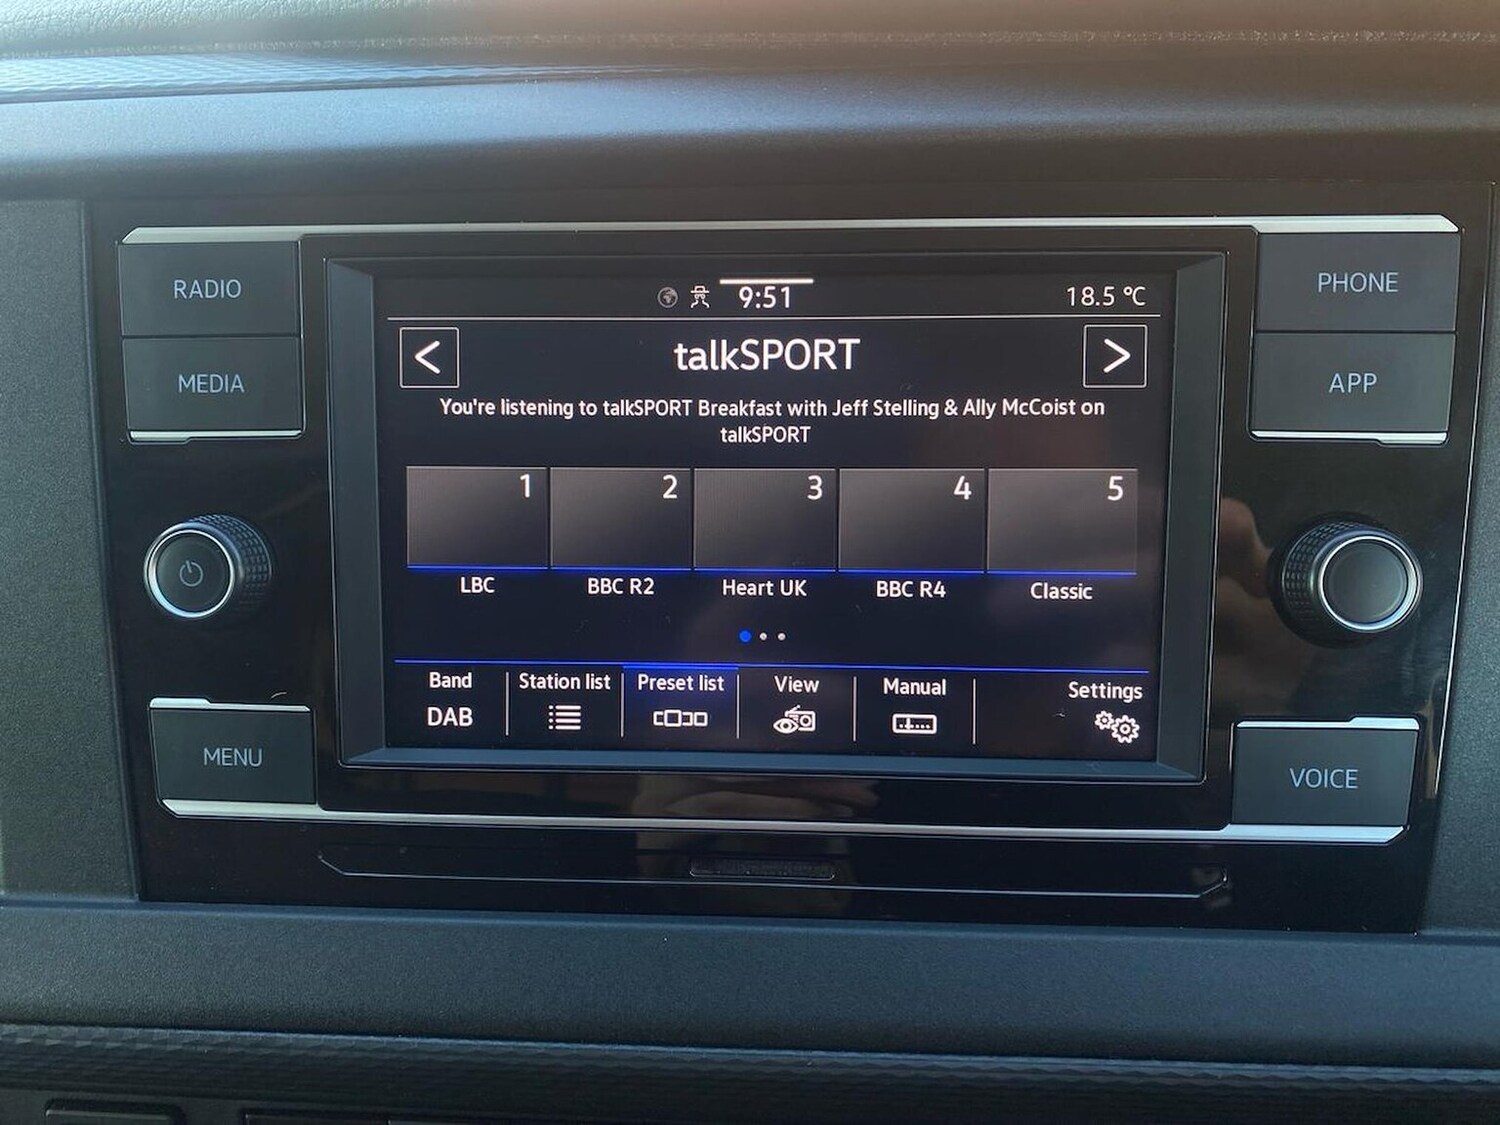 RADIO
MEDIA
MENU
9:51
18.5 °C
<
talkSPORT
>
You're listening to talkSPORT Breakfast with Jeff Stelling & Ally McCoist on
talkSPORT
1 2 3 4 5
LBC BBC R2 Heart UK BBC R4 Classic
Band Station list Preset list View Manual Settings
DAB
PHONE
APP
VOICE